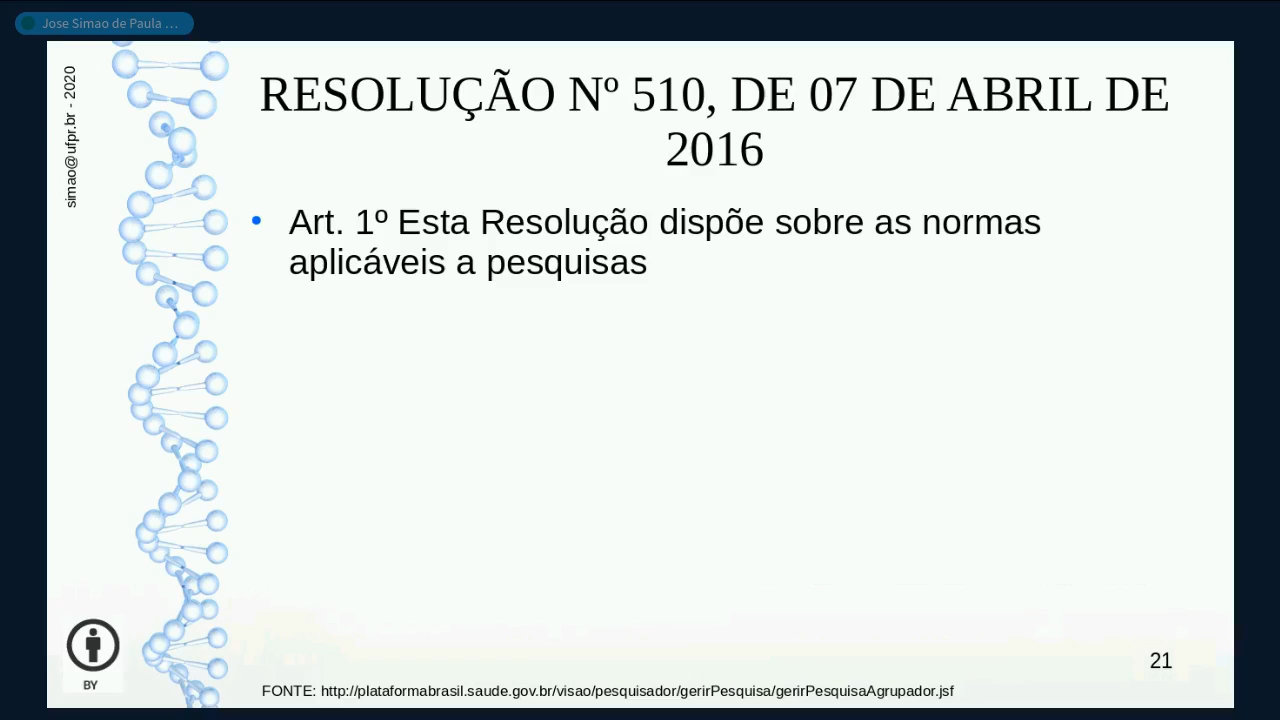 Jose Simao de Paula ...
simao@ufpr.br - 2020
RESOLUÇÃO Nº 510, DE 07 DE ABRIL DE
2016
• Art. 1º Esta Resolução dispõe sobre as normas
aplicáveis a pesquisas
BY
21
FONTE: http://plataformabrasil.saude.gov.br/visao/pesquisador/gerirPesquisa/gerirPesquisaAgrupador.jsf